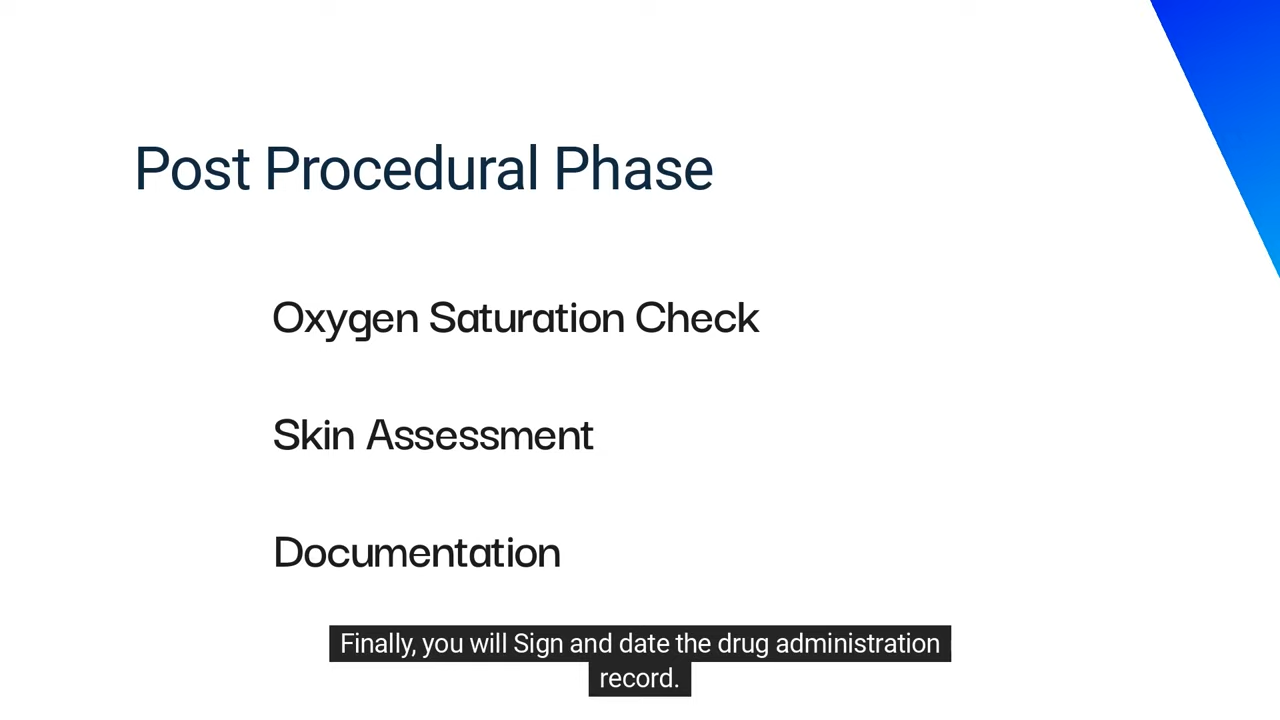 Post Procedural Phase
Oxygen Saturation Check
Skin Assessment
Documentation
Finally, you will Sign and date the drug administration
record.